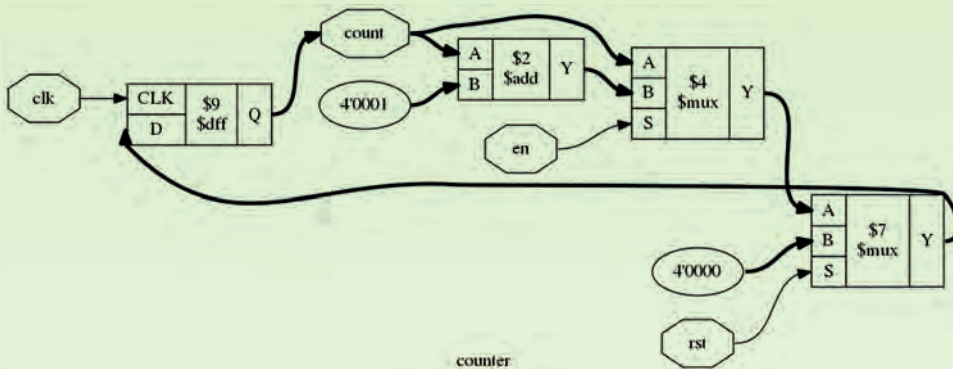 count
A
B
$2
$add
Y
A
B
S
$4
$mux
Y
clk
CLK
D
$9
$dff
Q
4'0001
en
A
B
S
$7
$mux
Y
4'0000
rst
counter